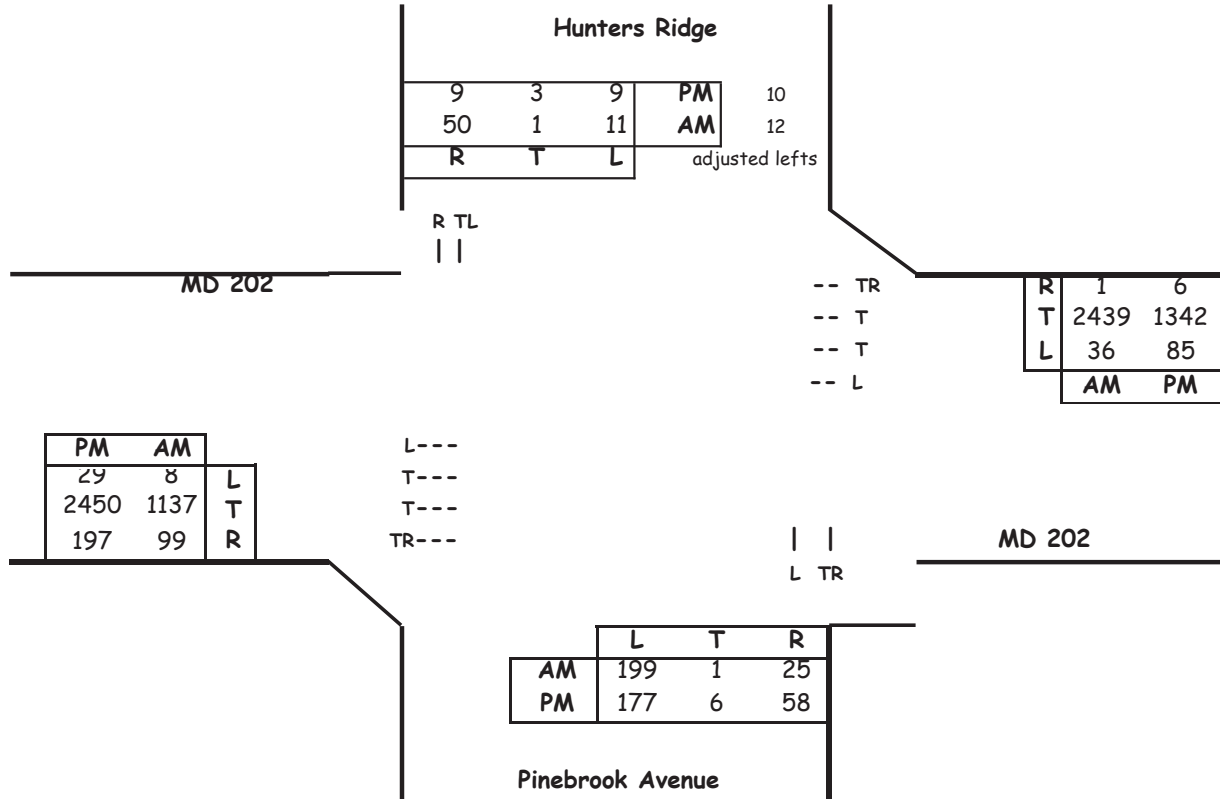 Hunters Ridge
9 3 9 PM 10
50 1 11 AM 12
R T L adjusted lefts
R TL
MD 202
-- TR
-- T
-- T
-- L
R 1 6
T 2439 1342
L 36 85
AM PM
PM AM
29 8 L
2450 1137 T
197 99 R
L---
T---
T---
TR---
L TR
MD 202
L T R
AM 199 1 25
PM 177 6 58
Pinebrook Avenue